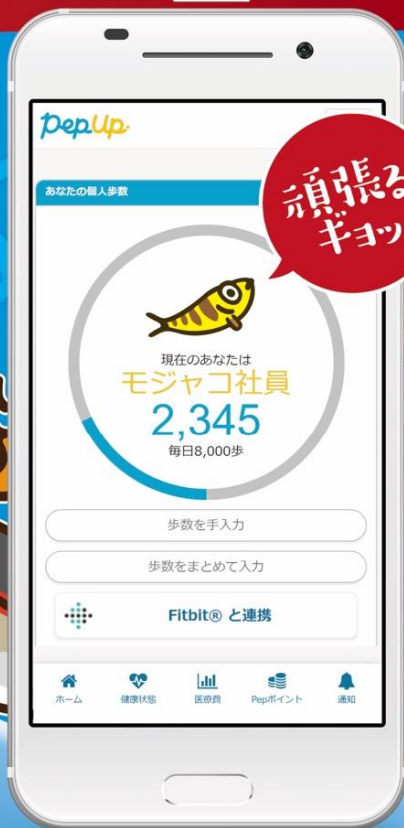 PepUp
頑張る
ギョッ
あなたの個人歩数
現在のあなたは
モジャコ社員
2,345
毎日8,000歩
歩数を手入力
歩数をまとめて入力
Fitbit® と連携
ホーム
健康状態
医療費
Pepポイント
通知